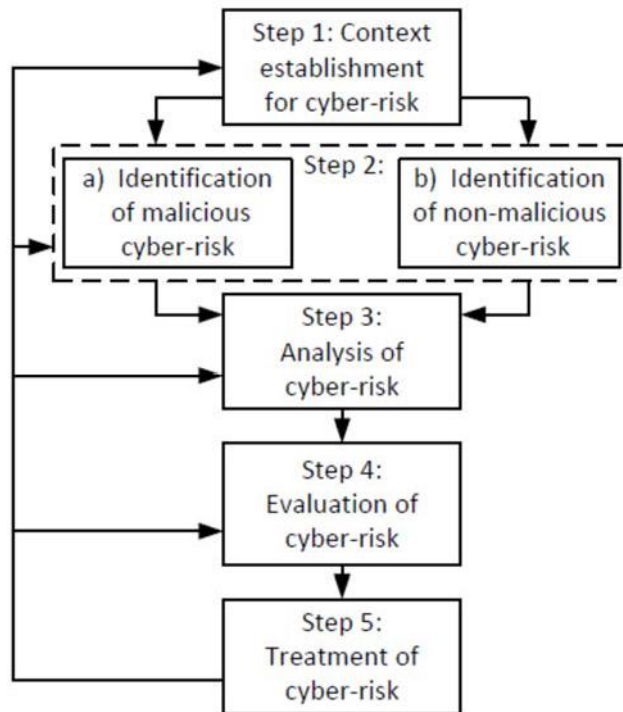 Step 1: Context
establishment
for cyber-risk
Step 2:
a) Identification
of malicious
cyber-risk
b) Identification
of non-malicious
cyber-risk
Step 3:
Analysis of
cyber-risk
Step 4:
Evaluation of
cyber-risk
Step 5:
Treatment of
cyber-risk